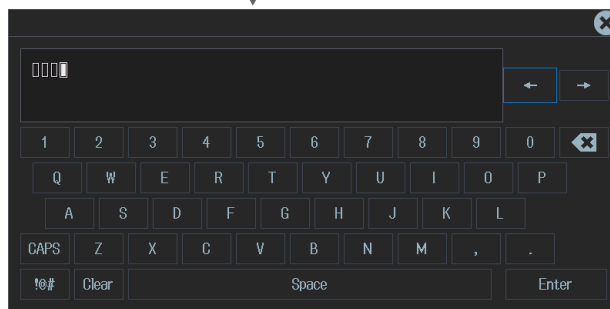 1 2 3 4 5 6 7 8 9 0
Q W E R T Y U I O P
A S D F G H J K L
CAPS Z X C V B N M , .
!@# Clear Space Enter